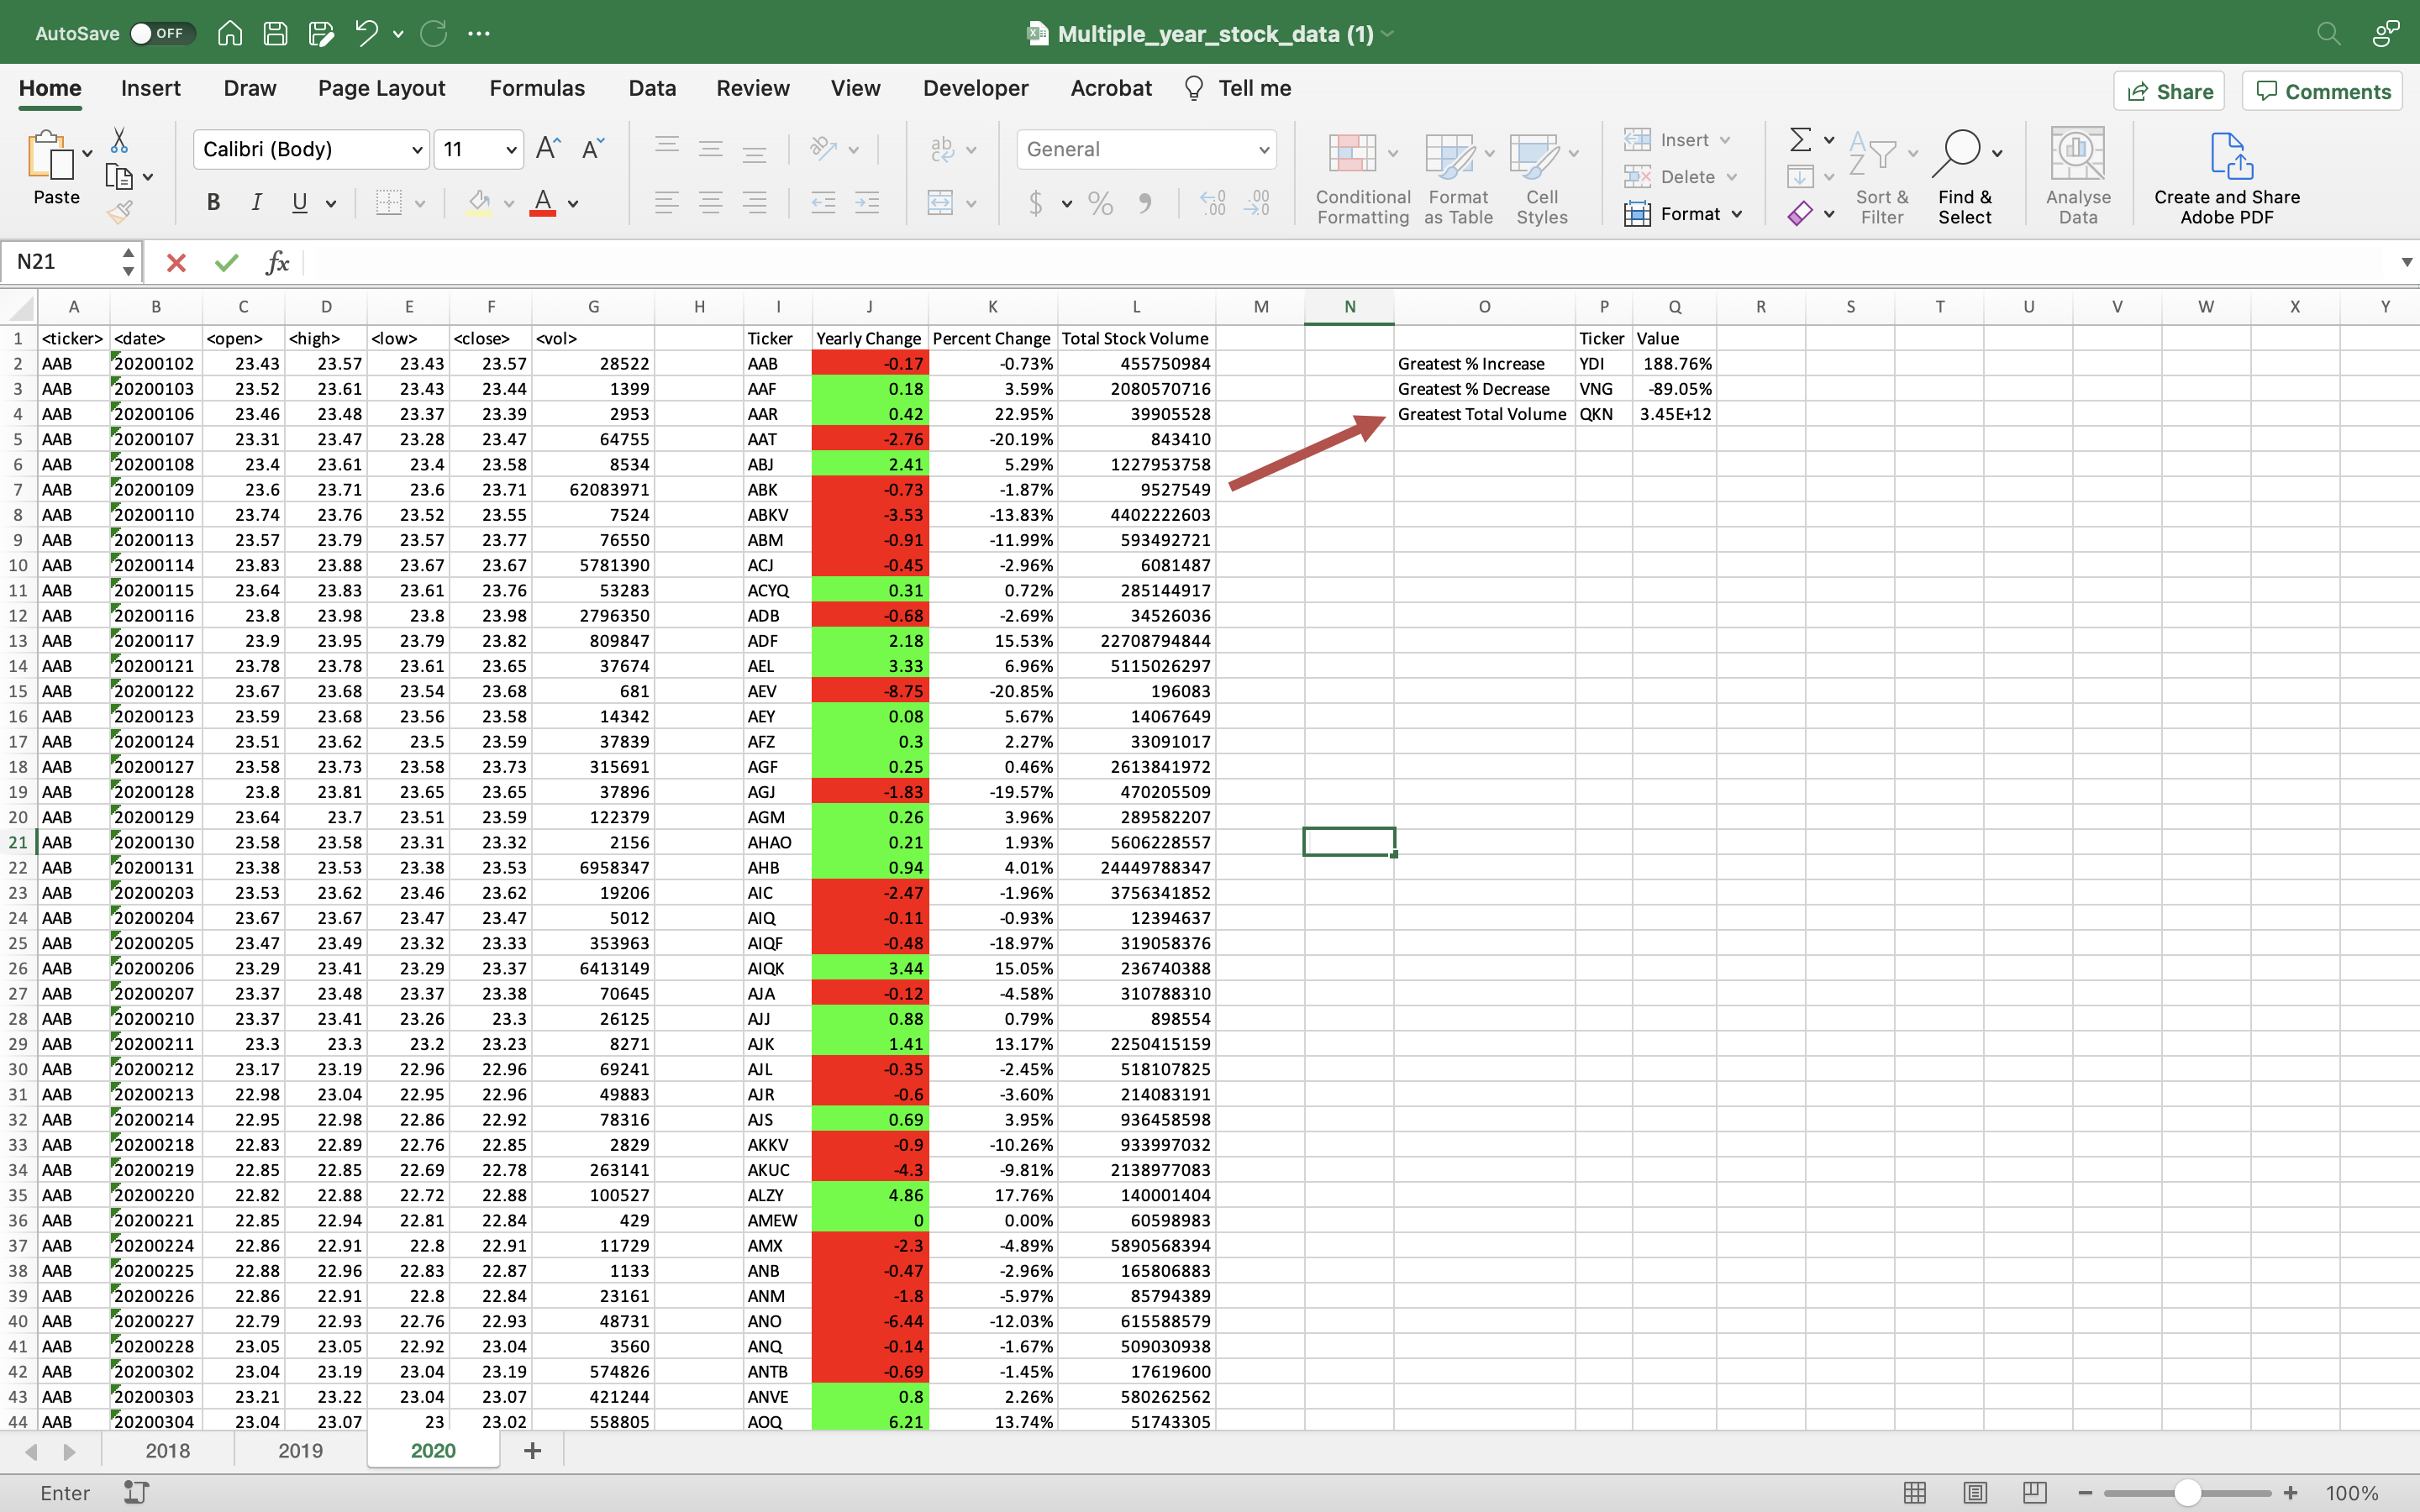 AutoSave OFF Multiple_year_stock_data (1)
Home Insert Draw Page Layout Formulas Data Review View Developer Acrobat Tell me Share Comments
Paste Calibri (Body) 11 A A ab General Insert
B I U A $ % Conditional Formatting Format as Table Cell Styles Delete Format Sort & Filter Find & Select Analyse Data Create and Share Adobe PDF
N21 fx
A B C D E F G H I J K L M N O P Q R S T U V W X Y
1 <ticker> <date> <open> <high> <low> <close> <vol> Ticker Yearly Change Percent Change Total Stock Volume Ticker Value
2 AAB 20200102 23.43 23.57 23.43 23.57 28522 AAB -0.17 -0.73% 455750984 Greatest % Increase YDI 188.76%
3 AAB 20200103 23.52 23.61 23.43 23.44 1399 AAF 0.18 3.59% 2080570716 Greatest % Decrease VNG -89.05%
4 AAB 20200106 23.46 23.48 23.37 23.39 2953 AAR 0.42 22.95% 39905528 Greatest Total Volume QKN 3.45E+12
5 AAB 20200107 23.31 23.47 23.28 23.47 64755 AAT -2.76 -20.19% 843410
6 AAB 20200108 23.4 23.61 23.4 23.58 8534 ABJ 2.41 5.29% 1227953758
7 AAB 20200109 23.6 23.71 23.6 23.71 62083971 ABK -0.73 -1.87% 9527549
8 AAB 20200110 23.74 23.76 23.52 23.55 7524 ABKV -3.53 -13.83% 4402222603
9 AAB 20200113 23.57 23.79 23.57 23.77 76550 ABM -0.91 -11.99% 593492721
10 AAB 20200114 23.83 23.88 23.67 23.67 5781390 ACJ -0.45 -2.96% 6081487
11 AAB 20200115 23.64 23.83 23.61 23.76 53283 ACYQ 0.31 0.72% 285144917
12 AAB 20200116 23.8 23.98 23.8 23.98 2796350 ADB -0.68 -2.69% 34526036
13 AAB 20200117 23.9 23.95 23.79 23.82 809847 ADF 2.18 15.53% 22708794844
14 AAB 20200121 23.78 23.78 23.61 23.65 37674 AEL 3.33 6.96% 5115026297
15 AAB 20200122 23.67 23.68 23.54 23.68 681 AEV -8.75 -20.85% 196083
16 AAB 20200123 23.59 23.68 23.56 23.58 14342 AEY 0.08 5.67% 14067649
17 AAB 20200124 23.51 23.62 23.5 23.59 37839 AFZ 0.3 2.27% 33091017
18 AAB 20200127 23.58 23.73 23.58 23.73 315691 AGF 0.25 0.46% 2613841972
19 AAB 20200128 23.8 23.81 23.65 23.65 37896 AGJ -1.83 -19.57% 470205509
20 AAB 20200129 23.64 23.7 23.51 23.59 122379 AGM 0.26 3.96% 289582207
21 AAB 20200130 23.58 23.58 23.31 23.32 2156 AHAO 0.21 1.93% 5606228557
22 AAB 20200131 23.38 23.53 23.38 23.53 6958347 AHB 0.94 4.01% 24449788347
23 AAB 20200203 23.53 23.62 23.46 23.62 19206 AIC -2.47 -1.96% 3756341852
24 AAB 20200204 23.67 23.67 23.47 23.47 5012 AIQ -0.11 -0.93% 12394637
25 AAB 20200205 23.47 23.49 23.32 23.33 353963 AIQF -0.48 -18.97% 319058376
26 AAB 20200206 23.29 23.41 23.29 23.37 6413149 AIQK 3.44 15.05% 236740388
27 AAB 20200207 23.37 23.48 23.37 23.38 70645 AJA -0.12 -4.58% 310788310
28 AAB 20200210 23.37 23.41 23.26 23.3 26125 AJJ 0.88 0.79% 898554
29 AAB 20200211 23.3 23.3 23.2 23.23 8271 AJK 1.41 13.17% 2250415159
30 AAB 20200212 23.17 23.19 22.96 22.96 69241 AJL -0.35 -2.45% 518107825
31 AAB 20200213 22.98 23.04 22.95 22.96 49883 AJR -0.6 -3.60% 214083191
32 AAB 20200214 22.95 22.98 22.86 22.92 78316 AJS 0.69 3.95% 936458598
33 AAB 20200218 22.83 22.89 22.76 22.85 2829 AKKV -0.9 -10.26% 933997032
34 AAB 20200219 22.85 22.85 22.69 22.78 263141 AKUC -4.3 -9.81% 2138977083
35 AAB 20200220 22.82 22.88 22.72 22.88 100527 ALZY 4.86 17.76% 140001404
36 AAB 20200221 22.85 22.94 22.81 22.84 429 AMEW 0 0.00% 60598983
37 AAB 20200224 22.86 22.91 22.8 22.91 11729 AMX -2.3 -4.89% 5890568394
38 AAB 20200225 22.88 22.96 22.83 22.87 1133 ANB -0.47 -2.96% 165806883
39 AAB 20200226 22.86 22.91 22.8 22.84 23161 ANM -1.8 -5.97% 85794389
40 AAB 20200227 22.79 22.93 22.76 22.93 48731 ANO -6.44 -12.03% 615588579
41 AAB 20200228 23.05 23.05 22.92 23.04 3560 ANQ -0.14 -1.67% 509030938
42 AAB 20200302 23.04 23.19 23.04 23.19 574826 ANTB -0.69 -1.45% 17619600
43 AAB 20200303 23.21 23.22 23.04 23.07 421244 ANVE 0.8 2.26% 580262562
44 AAB 20200304 23.04 23.07 23 23.02 558805 AOQ 6.21 13.74% 51743305
2018 2019 2020 +
Enter 100%